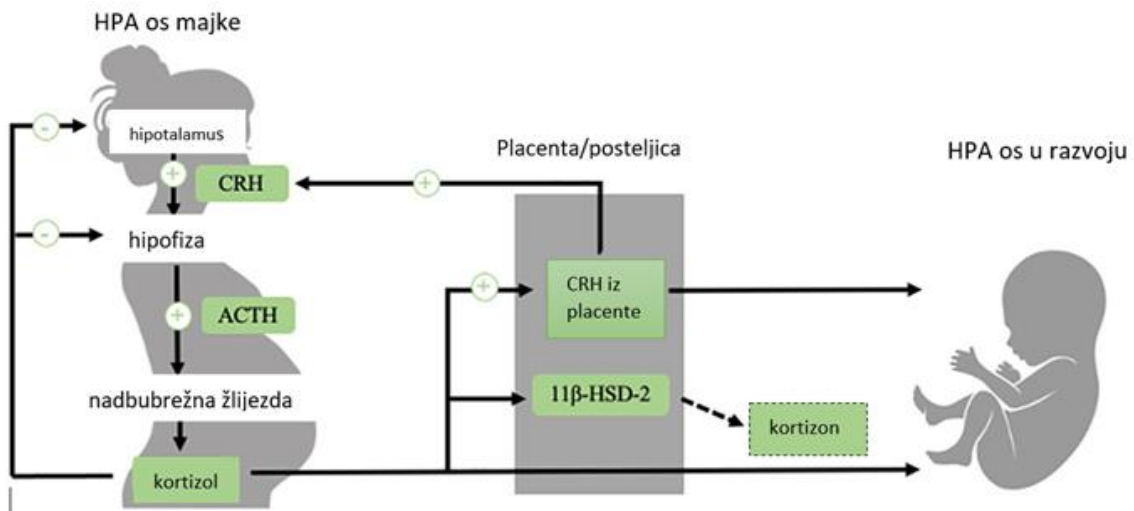 HPA os majke
hipotalamus
-
+
CRH
+
-
hipofiza
+
ACTH
nadbubrežna žlijezda
kortizol
Placenta/posteljica
+
CRH iz
placente
11β-HSD-2
kortizon
HPA os u razvoju